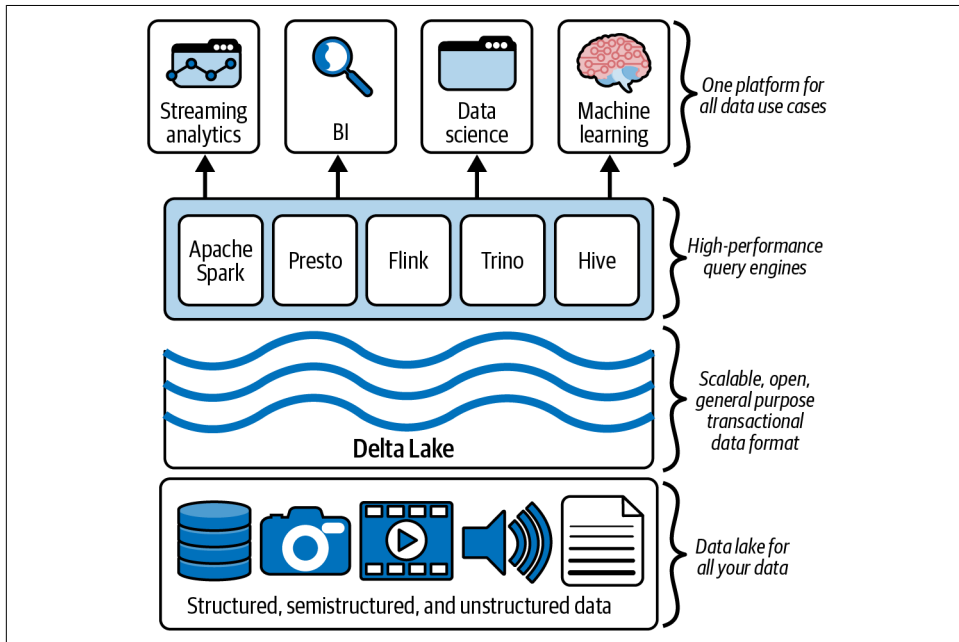 Streaming
analytics
BI
Data
science
Machine
learning
One platform for
all data use cases
Apache
Spark
Presto
Flink
Trino
Hive
High-performance
query engines
Delta Lake
Scalable, open,
general purpose
transactional
data format
Structured, semistructured, and unstructured data
Data lake for
all your data